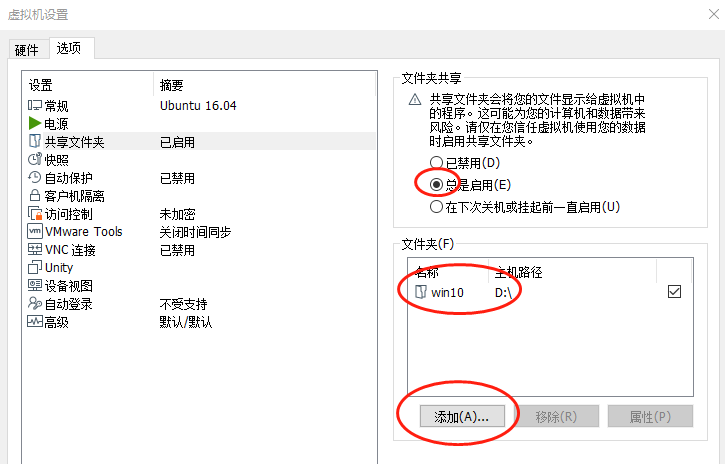 虚拟机设置
硬件 选项
设置 摘要
常规 Ubuntu 16.04
电源
共享文件夹 已启用
快照
自动保护 已禁用
客户机隔离
访问控制 未加密
VMware Tools 关闭时间同步
VNC 连接 已禁用
Unity
设备视图
自动登录 不受支持
高级 默认/默认
文件夹共享
共享文件夹会将您的文件显示给虚拟机中
的程序。这可能为您的计算机和数据带来
风险。请仅在您信任虚拟机使用您的数据
时启用共享文件夹。
已禁用(D)
总是启用(E)
在下次关机或挂起前一直启用(U)
文件夹(F)
名称 主机路径
win10 D:\
添加(A)... 移除(R) 属性(P)